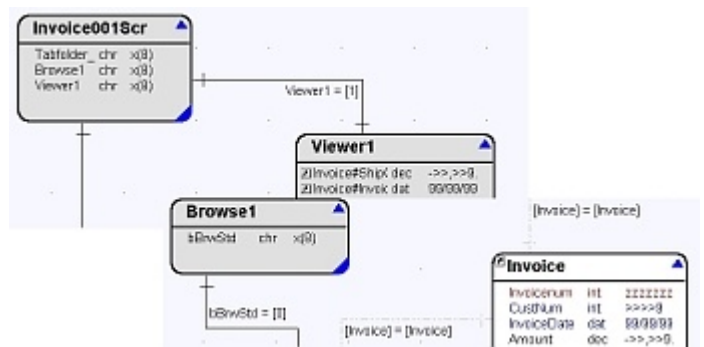 Invoice001Scr
Tabfolder_ chr x(8)
Browse1 chr x(8)
Viewer1 chr x(8)
Viewer1 = [1]
Viewer1
Invoice#Ship( dec ->>,>>9.
Invoice#Invoic dat 99/99/99
Browse1
bBrwStd chr x(8)
[Invoice] = [Invoice]
Invoice
Invoicenum int zzzzzzz
CustNum int >>>>9
InvoiceDate dat 99/99/99
Amount dec ->>,>>9.
bBrwStd = [8]
[Invoice] = [Invoice]